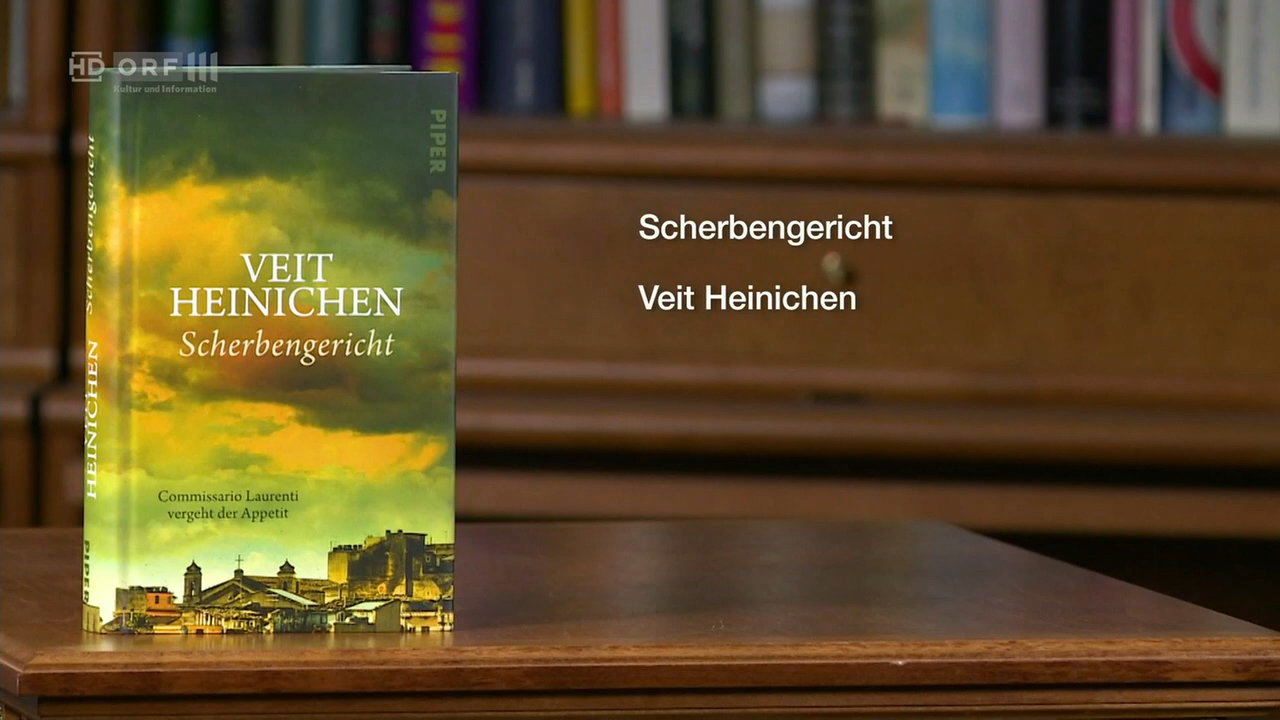 HD ORF III
Kultur und Information
PIPER
VEIT
HEINICHEN
Scherbengericht
Commissario Laurenti
vergeht der Appetit
HEINICHEN Scherbengericht
PIPER
Scherbengericht
Veit Heinichen